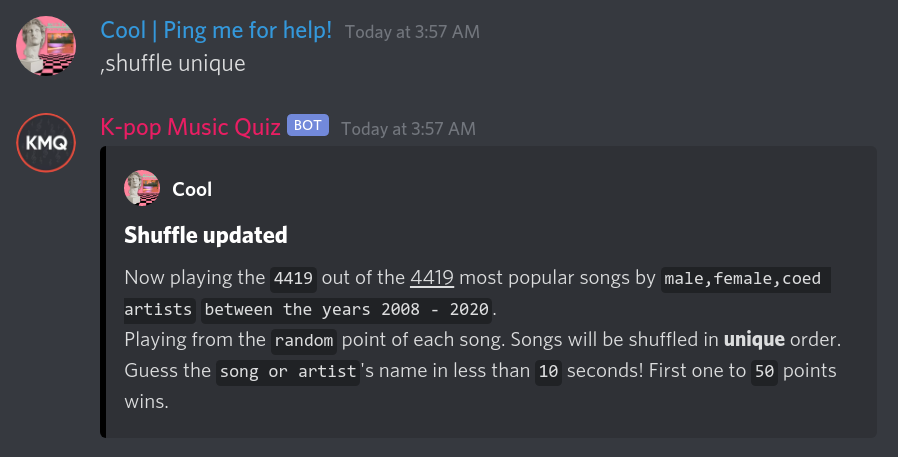 Cool | Ping me for help! Today at 3:57 AM
,shuffle unique
K-pop Music Quiz BOT Today at 3:57 AM
KMQ
Cool
Shuffle updated
Now playing the 4419 out of the 4419 most popular songs by male,female,coed
artists between the years 2008 - 2020.
Playing from the random point of each song. Songs will be shuffled in unique order.
Guess the song or artist's name in less than 10 seconds! First one to 50 points
wins.